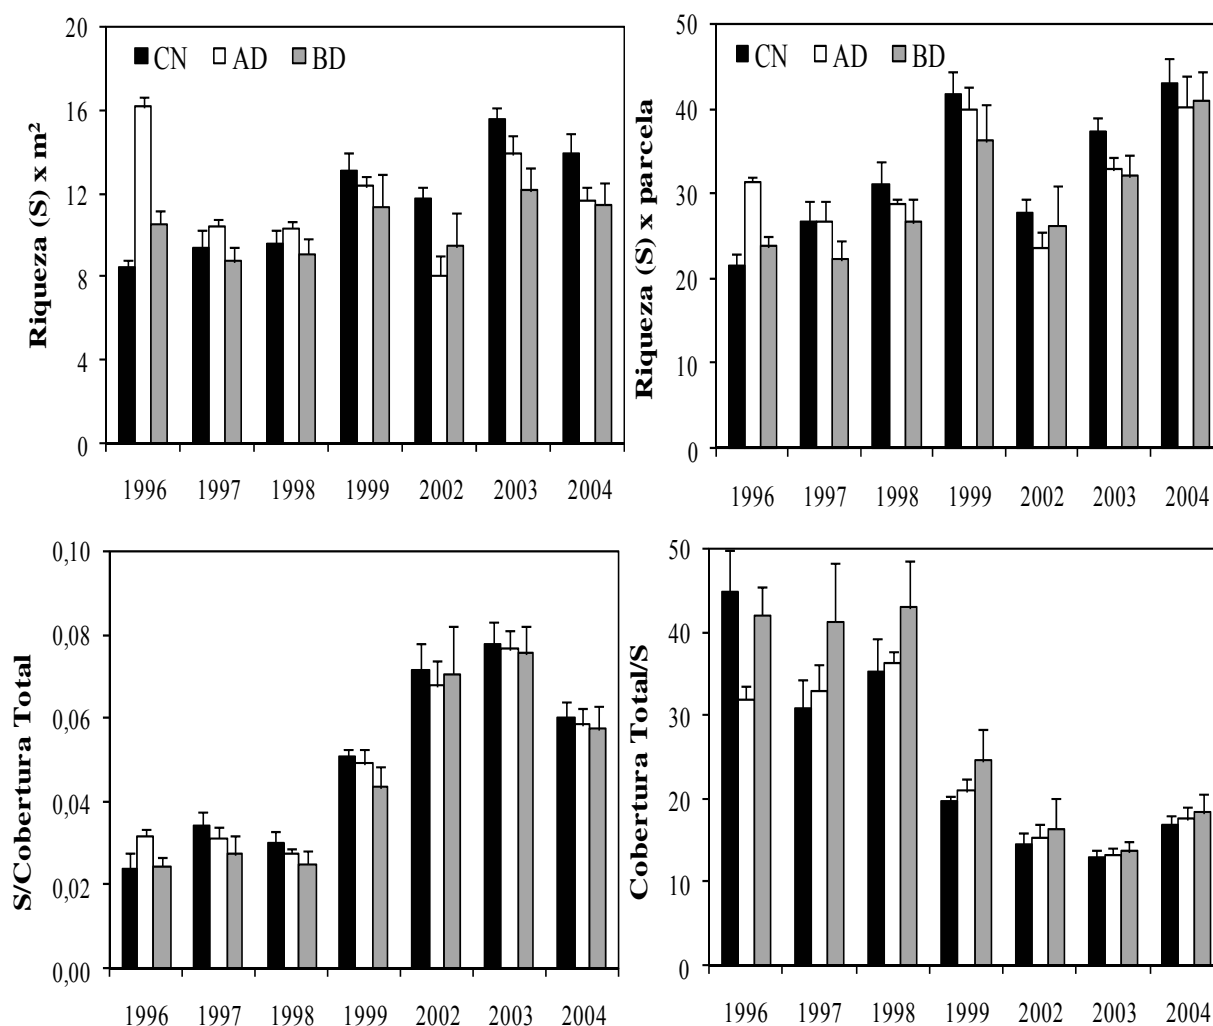 Riqueza (S) x m²
20
16
12
8
4
0
CN AD BD
1996 1997 1998 1999 2002 2003 2004
Riqueza (S) x parcela
50
40
30
20
10
0
CN AD BD
1996 1997 1998 1999 2002 2003 2004
S/Cobertura Total
0,10
0,08
0,06
0,04
0,02
0,00
1996 1997 1998 1999 2002 2003 2004
Cobertura Total/S
50
40
30
20
10
0
1996 1997 1998 1999 2002 2003 2004